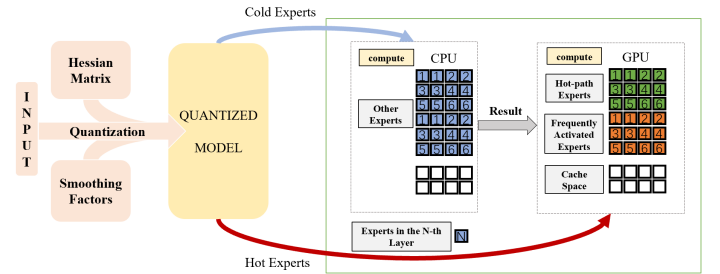 Cold Experts
Hessian
Matrix
INPUT
Quantization
Smoothing
Factors
QUANTIZED
MODEL
compute
CPU
1 1 2 2
3 3 4 4
5 5 6 6
1 1 2 2
3 3 4 4
5 5 6 6
Other
Experts
Result
compute
GPU
Hot-path
Experts
1 1 2 2
3 3 4 4
5 5 6 6
Frequently
Activated
Experts
1 1 2 2
3 3 4 4
5 5 6 6
Cache
Space
Experts in the N-th
Layer
N
Hot Experts